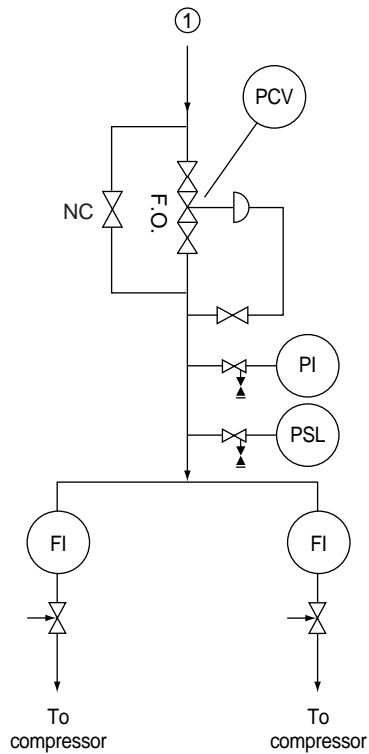 1
PCV
NC
F.O.
PI
PSL
FI
FI
To
compressor
To
compressor